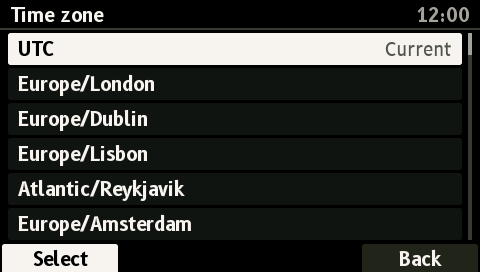 Time zone 12:00
UTC Current
Europe/London
Europe/Dublin
Europe/Lisbon
Atlantic/Reykjavik
Europe/Amsterdam
Select Back